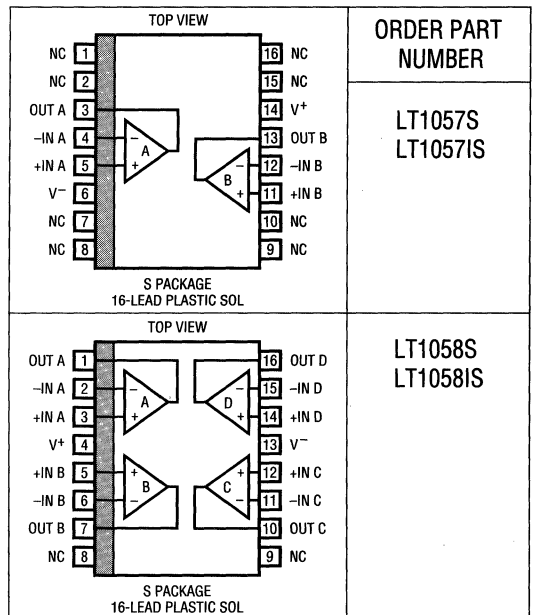 TOP VIEW
NC 1
16 NC
NC 2
15 NC
OUT A 3
14 V+
–IN A 4
13 OUT B
+IN A 5
12 –IN B
V– 6
11 +IN B
NC 7
10 NC
NC 8
9 NC
– + A
– + B
S PACKAGE
16-LEAD PLASTIC SOL
ORDER PART
NUMBER
LT1057S
LT1057IS
TOP VIEW
OUT A 1
16 OUT D
–IN A 2
15 –IN D
+IN A 3
14 +IN D
V+ 4
13 V–
+IN B 5
12 +IN C
–IN B 6
11 –IN C
OUT B 7
10 OUT C
NC 8
9 NC
– + A
– + D
+ – B
+ – C
S PACKAGE
16-LEAD PLASTIC SOL
LT1058S
LT1058IS